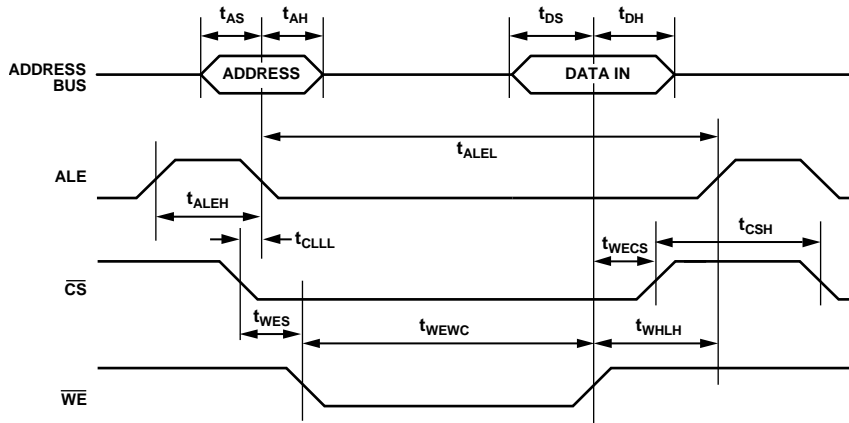 tAS tAH tDS tDH
ADDRESS BUS
ADDRESS
DATA IN
tALEL
ALE
tALEH
tCLLL
tWECS
tCSH
CS
tWES
tWEWC
tWHLH
WE